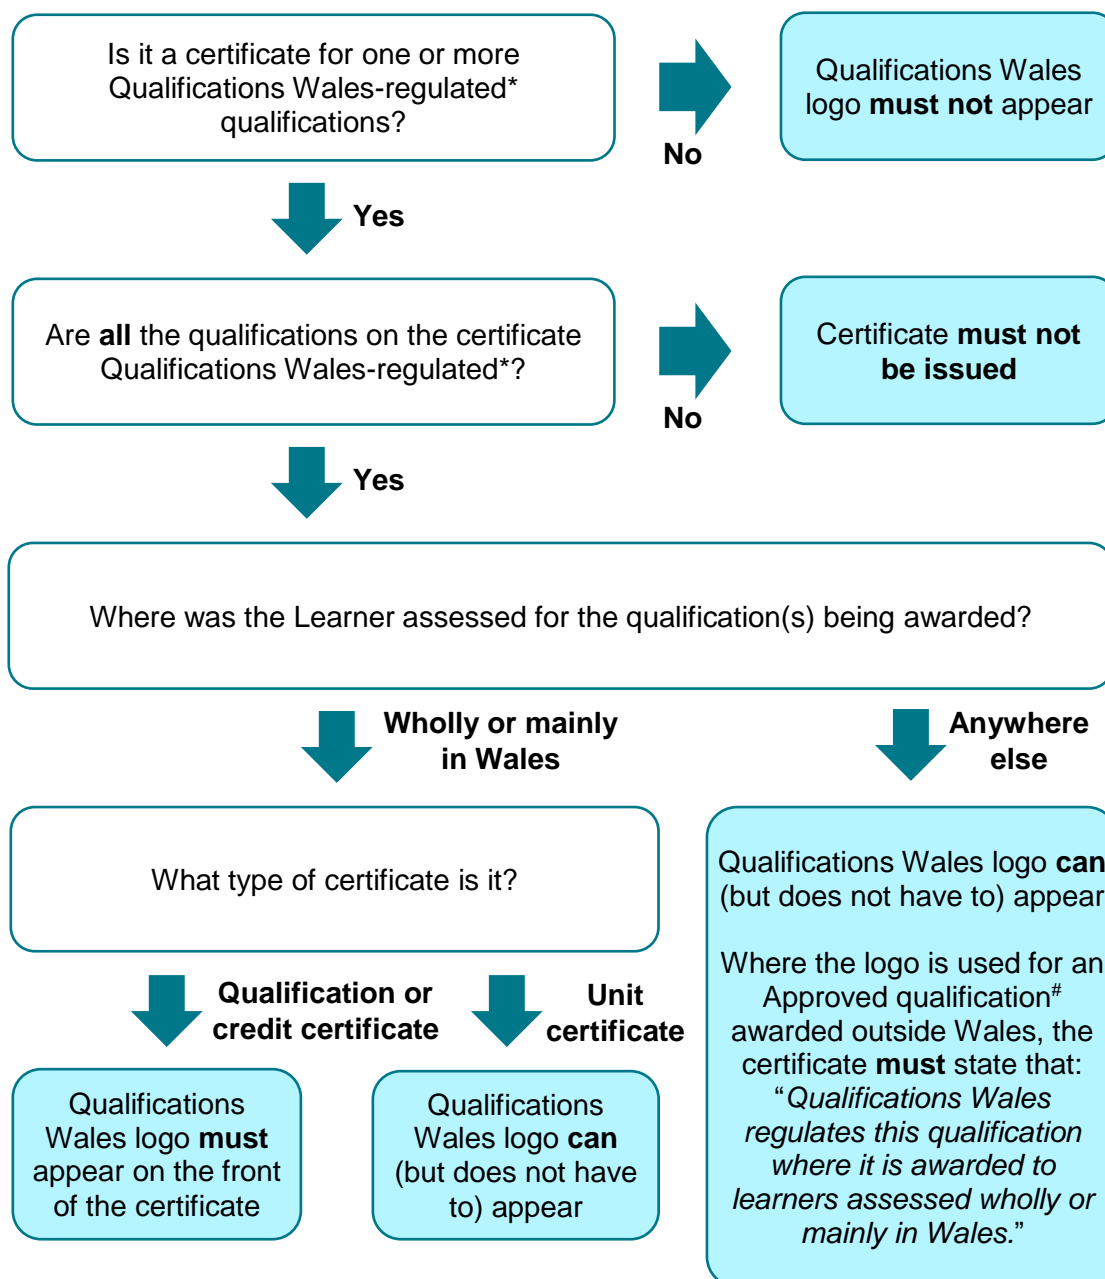 Is it a certificate for one or more
Qualifications Wales-regulated*
qualifications?
No
Qualifications Wales
logo must not appear
Yes
Are all the qualifications on the certificate
Qualifications Wales-regulated*?
No
Certificate must not
be issued
Yes
Where was the Learner assessed for the qualification(s) being awarded?
Wholly or mainly
in Wales
Anywhere
else
What type of certificate is it?
Qualification or
credit certificate
Unit
certificate
Qualifications
Wales logo must
appear on the front
of the certificate
Qualifications
Wales logo can
(but does not have
to) appear
Qualifications Wales logo can
(but does not have to) appear
Where the logo is used for an
Approved qualification#
awarded outside Wales, the
certificate must state that:
“Qualifications Wales
regulates this qualification
where it is awarded to
learners assessed wholly or
mainly in Wales.”